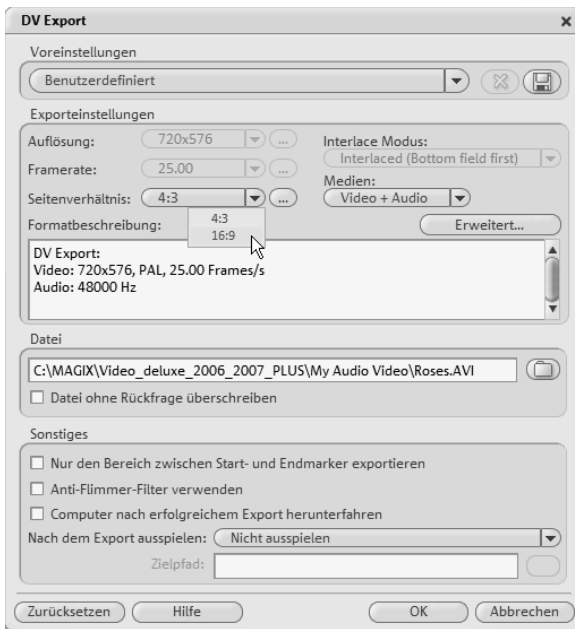 DV Export
Voreinstellungen
Benutzerdefiniert
Exporteinstellungen
Auflösung: 720x576 ...
Interlace Modus:
Interlaced (Bottom field first)
Framerate: 25.00 ...
Medien:
Seitenverhältnis: 4:3 ... Video + Audio
4:3
16:9
Formatbeschreibung:
Erweitert...
DV Export:
Video: 720x576, PAL, 25.00 Frames/s
Audio: 48000 Hz
Datei
C:\MAGIX\Video_deluxe_2006_2007_PLUS\My Audio Video\Roses.AVI
Datei ohne Rückfrage überschreiben
Sonstiges
Nur den Bereich zwischen Start- und Endmarker exportieren
Anti-Flimmer-Filter verwenden
Computer nach erfolgreichem Export herunterfahren
Nach dem Export ausspielen: Nicht ausspielen
Zielpfad:
Zurücksetzen Hilfe OK Abbrechen